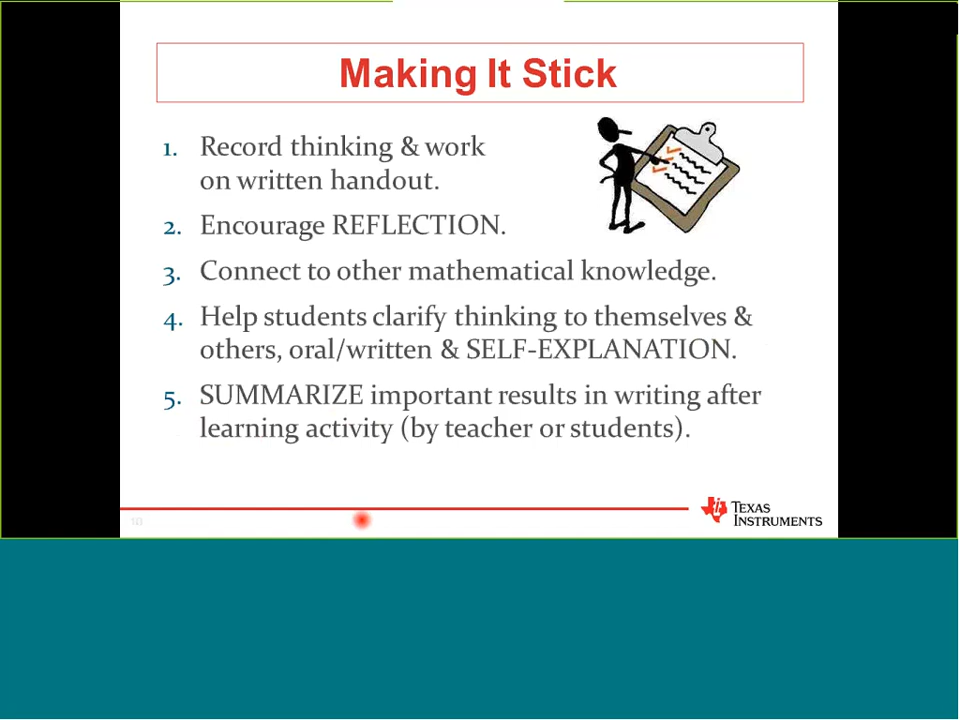 Making It Stick
1. Record thinking & work
on written handout.
2. Encourage REFLECTION.
3. Connect to other mathematical knowledge.
4. Help students clarify thinking to themselves &
others, oral/written & SELF-EXPLANATION.
5. SUMMARIZE important results in writing after
learning activity (by teacher or students).
10
TEXAS
INSTRUMENTS